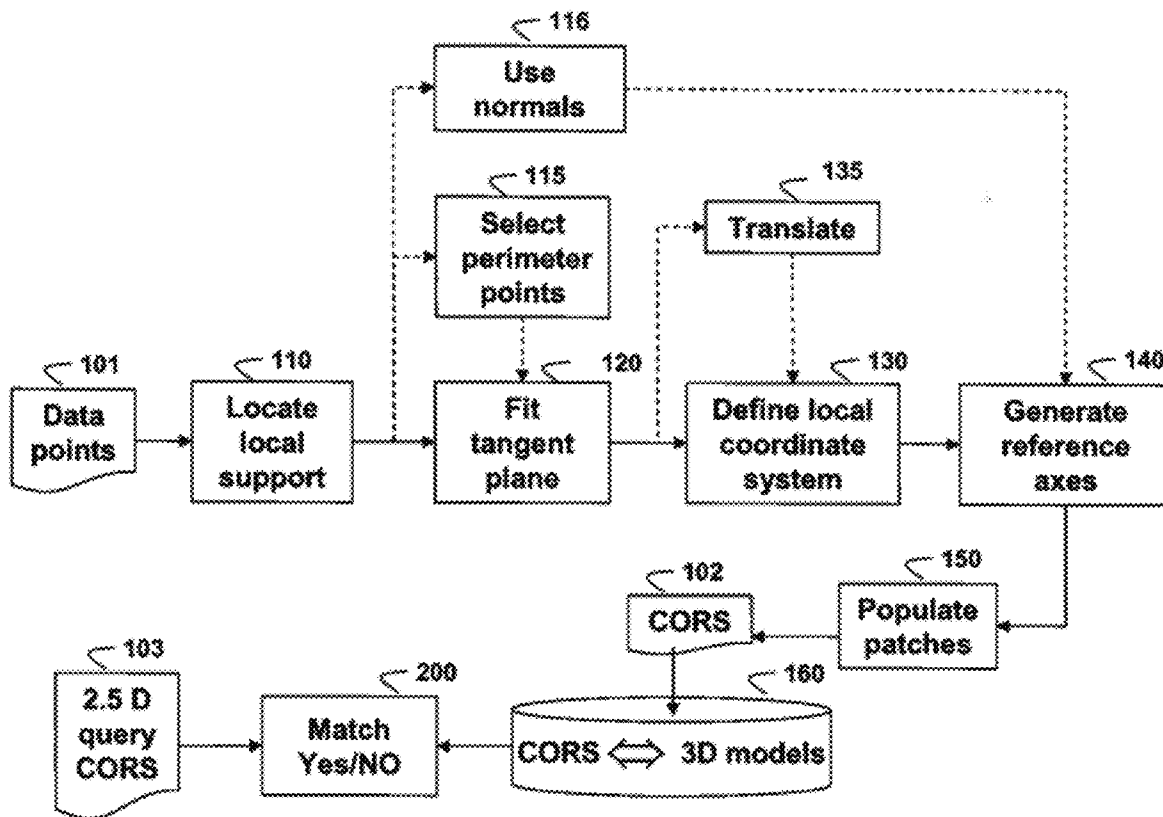 116
Use
normals
115
Select
perimeter
points
135
Translate
101
Data
points
110
Locate
local
support
120
Fit
tangent
plane
130
Define local
coordinate
system
140
Generate
reference
axes
102
CORS
150
Populate
patches
103
2.5 D
query
CORS
200
Match
Yes/NO
160
CORS 3D models